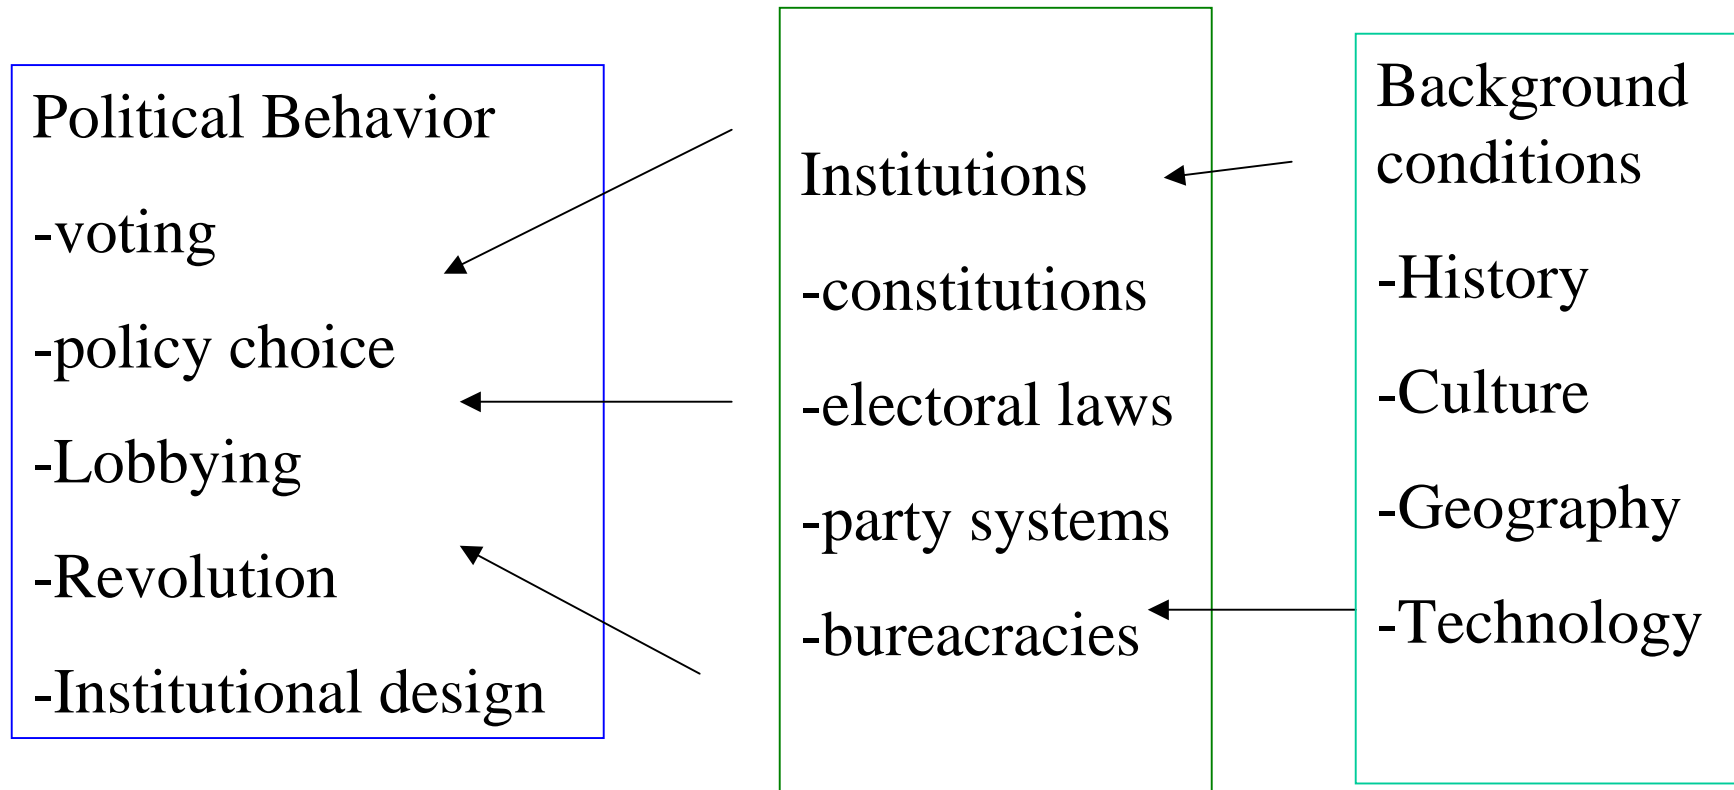 Political Behavior
-voting
-policy choice
-Lobbying
-Revolution
-Institutional design
Institutions
-constitutions
-electoral laws
-party systems
-bureacracies
Background
conditions
-History
-Culture
-Geography
-Technology